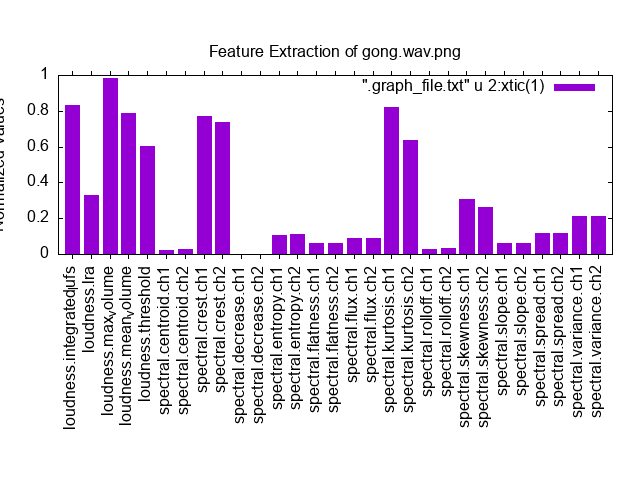 Feature Extraction of gong.wav.png
Normalized Values
".graph_file.txt" u 2:xtic(1)
1
0.8
0.6
0.4
0.2
0
loudness.integratedlufs
loudness.lra
loudness.maxvolume
loudness.meanvolume
loudness.threshold
spectral.centroid.ch1
spectral.centroid.ch2
spectral.crest.ch1
spectral.crest.ch2
spectral.decrease.ch1
spectral.decrease.ch2
spectral.entropy.ch1
spectral.entropy.ch2
spectral.flatness.ch1
spectral.flatness.ch2
spectral.flux.ch1
spectral.flux.ch2
spectral.kurtosis.ch1
spectral.kurtosis.ch2
spectral.rolloff.ch1
spectral.rolloff.ch2
spectral.skewness.ch1
spectral.skewness.ch2
spectral.slope.ch1
spectral.slope.ch2
spectral.spread.ch1
spectral.spread.ch2
spectral.variance.ch1
spectral.variance.ch2